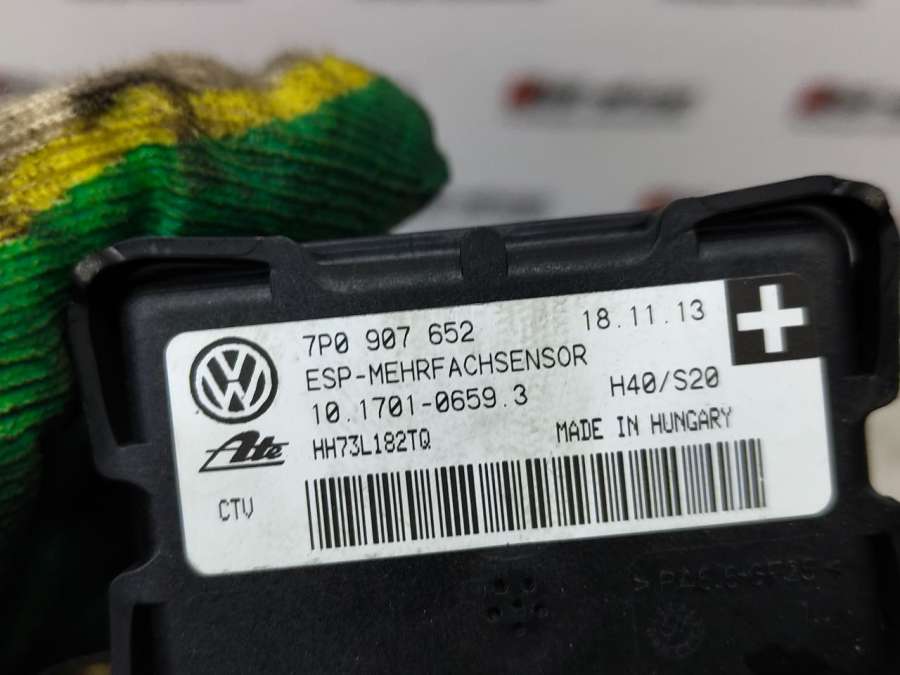 7P0 907 652
18.11.13
ESP-MEHRFACHSENSOR
10.1701-0659.3
H40/S20
HH73L182TQ
MADE IN HUNGARY
Ate
CTV